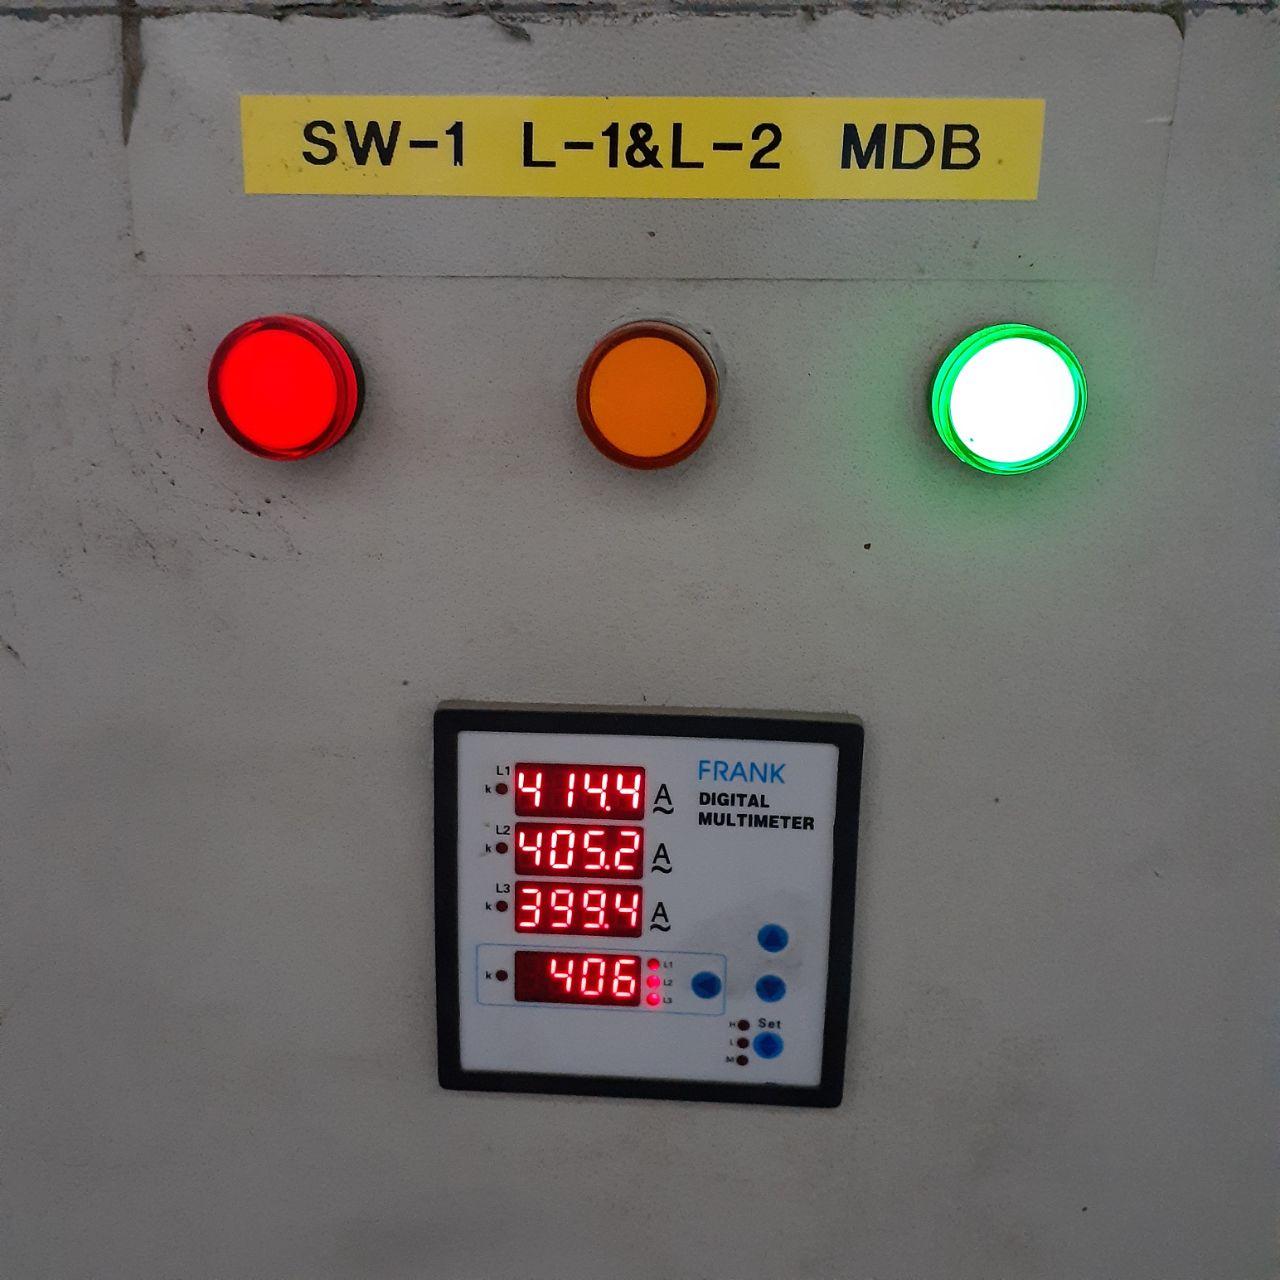 SW-1 L-1&L-2 MDB
FRANK
DIGITAL
MULTIMETER
L1
k 414.4 A
L2
k 405.2 A
L3
k 399.4 A
k 406 L1
L2
L3
Set
H
L
M